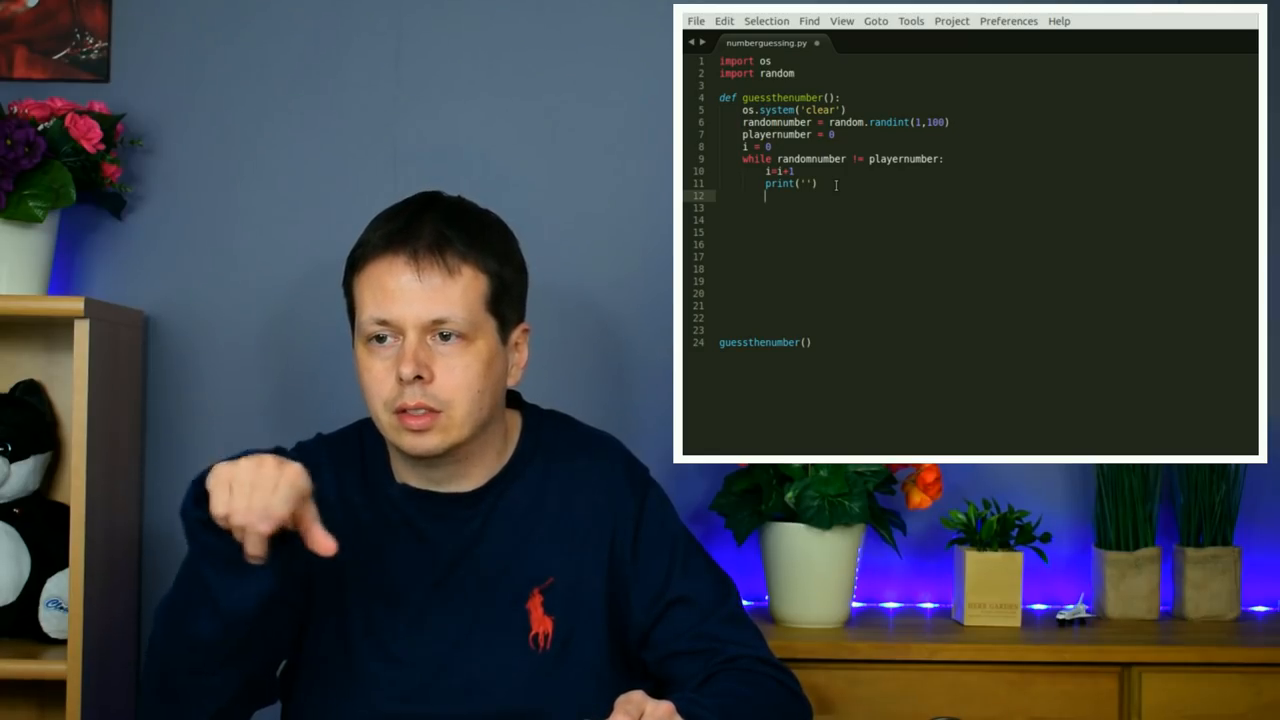 File Edit Selection Find View Goto Tools Project Preferences Help
numberguessing.py
1 import os
2 import random
3
4 def guessthenumber():
5 os.system('clear')
6 randomnumber = random.randint(1,100)
7 playernumber = 0
8 i = 0
9 while randomnumber != playernumber:
10 i=i+1
11 print('')
12
13
14
15
16
17
18
19
20
21
22
23
24 guessthenumber()